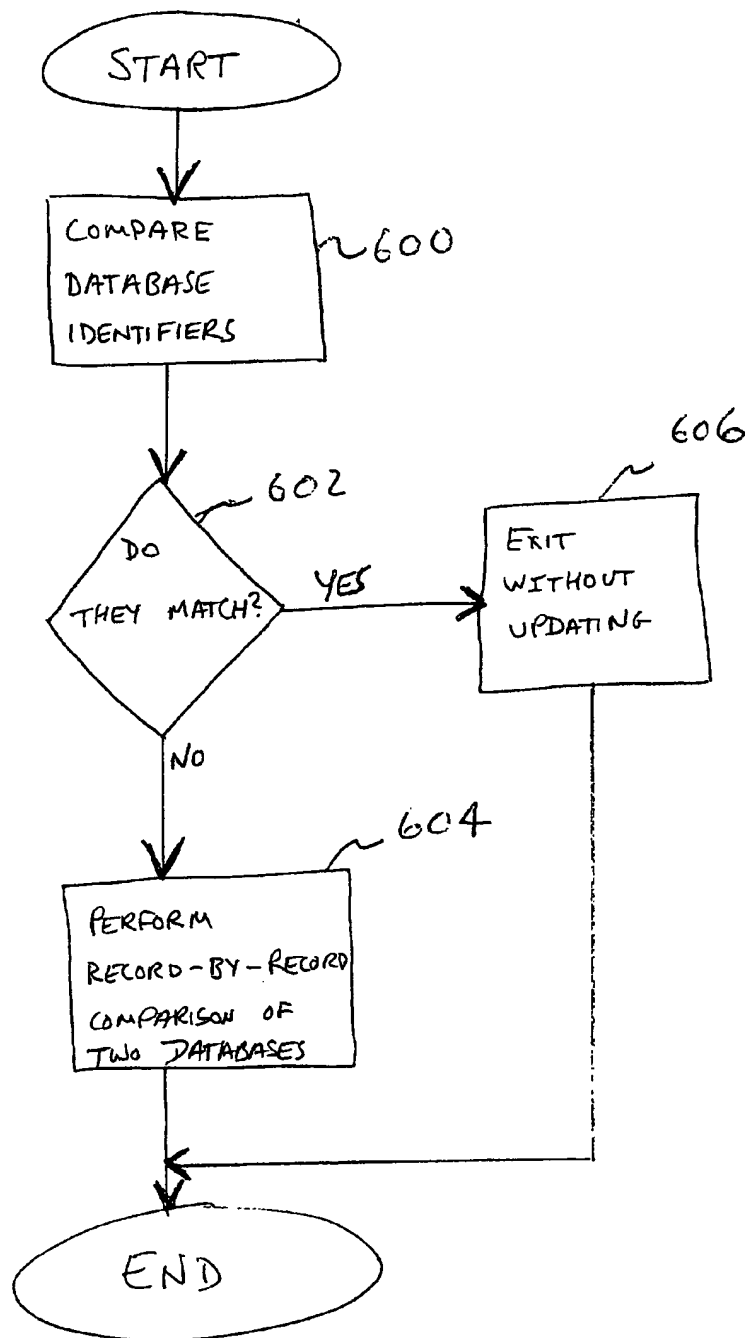 START
COMPARE
DATABASE
IDENTIFIERS
600
602
DO
THEY MATCH?
YES
606
EXIT
WITHOUT
UPDATING
NO
604
PERFORM
RECORD-BY-RECORD
COMPARISON OF
TWO DATABASES
END